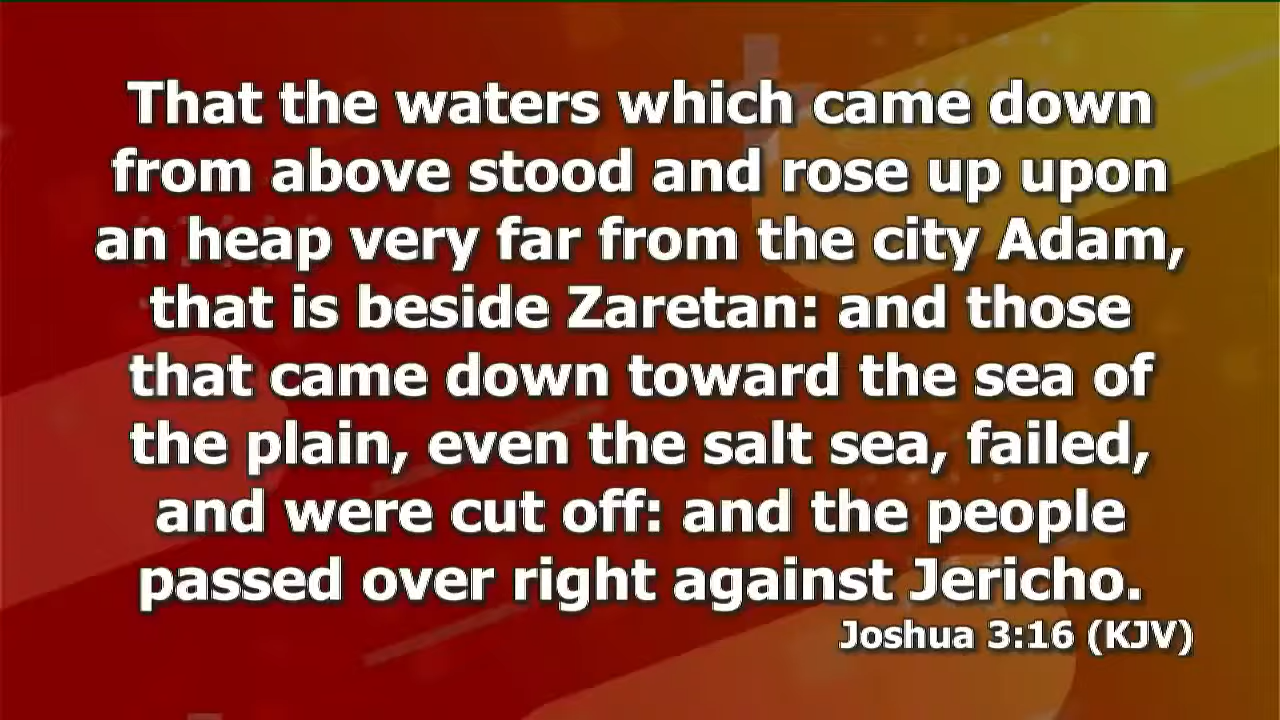 That the waters which came down
from above stood and rose up upon
an heap very far from the city Adam,
that is beside Zaretan: and those
that came down toward the sea of
the plain, even the salt sea, failed,
and were cut off: and the people
passed over right against Jericho.
Joshua 3:16 (KJV)